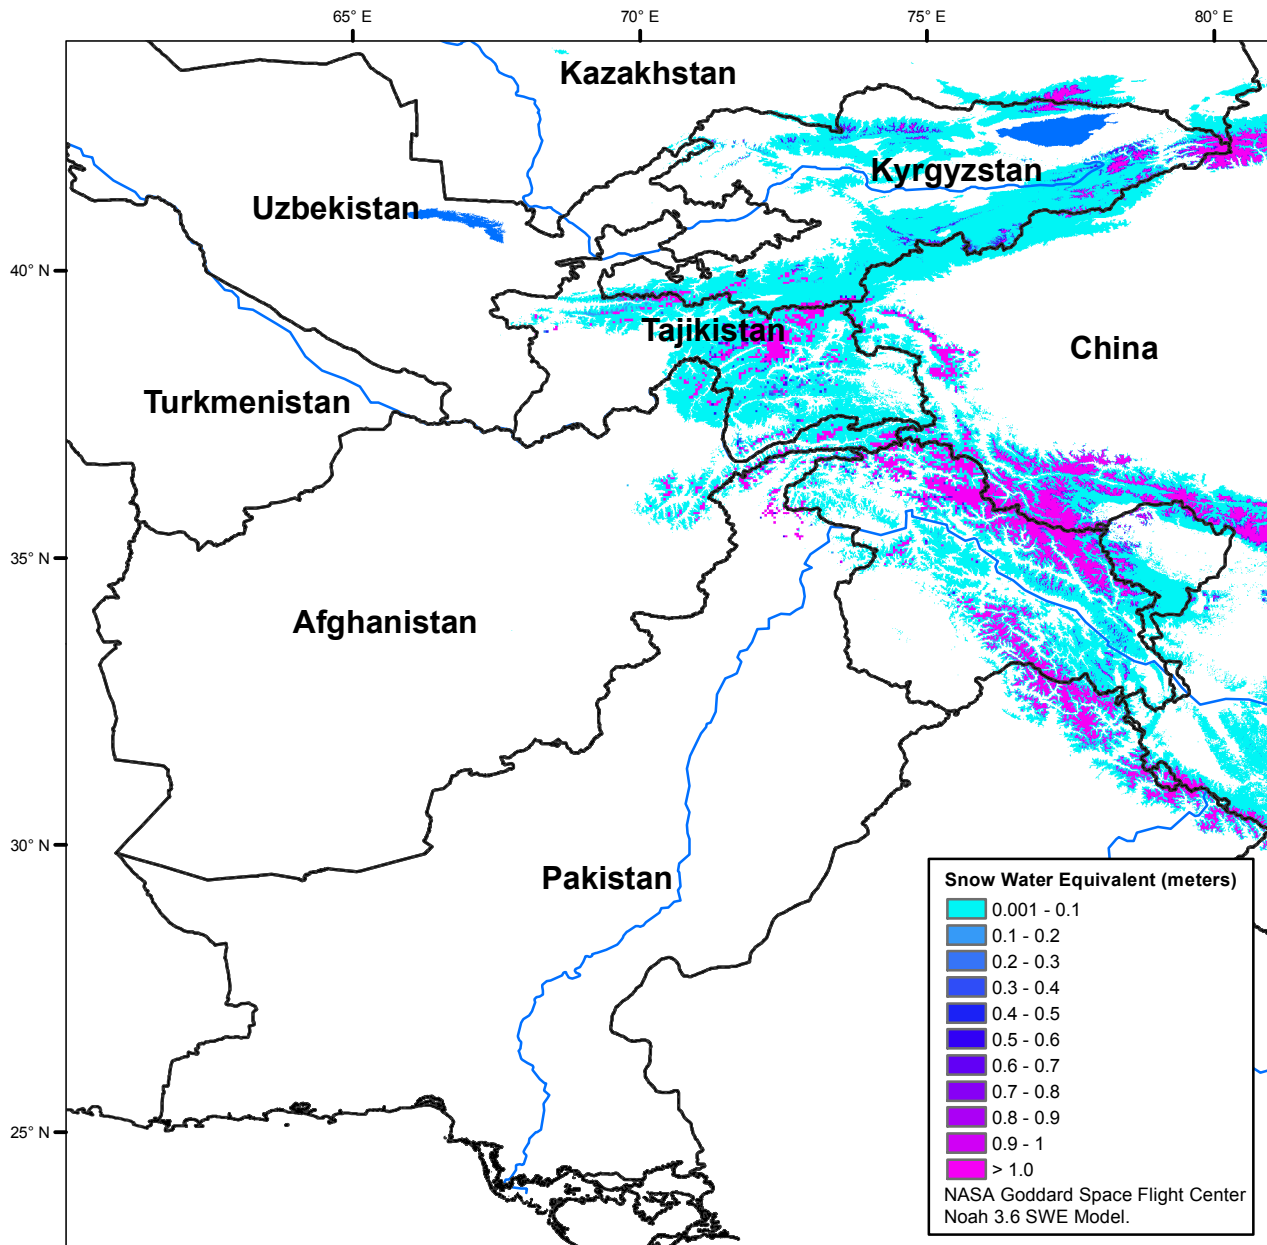 65° E
70° E
75° E
80° E
Kazakhstan
Kyrgyzstan
Uzbekistan
40° N
Tajikistan
China
Turkmenistan
35° N
Afghanistan
30° N
Pakistan
25° N
Snow Water Equivalent (meters)
0.001 - 0.1
0.1 - 0.2
0.2 - 0.3
0.3 - 0.4
0.4 - 0.5
0.5 - 0.6
0.6 - 0.7
0.7 - 0.8
0.8 - 0.9
0.9 - 1
> 1.0
NASA Goddard Space Flight Center
Noah 3.6 SWE Model.